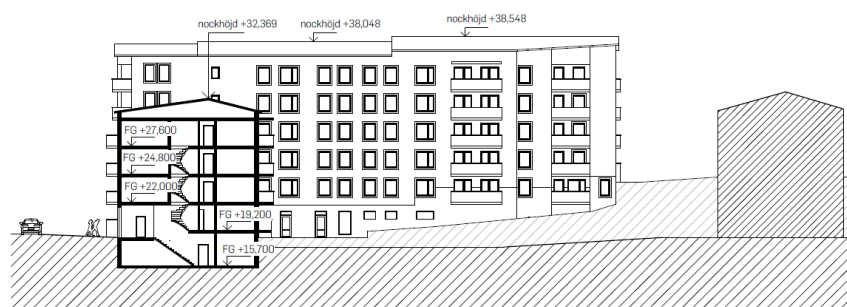 nockhöjd +32,369
nockhöjd +38,048
nockhöjd +38,548
FG +27,600
FG +24,800
FG +22,000
FG +19,200
FG +15,700